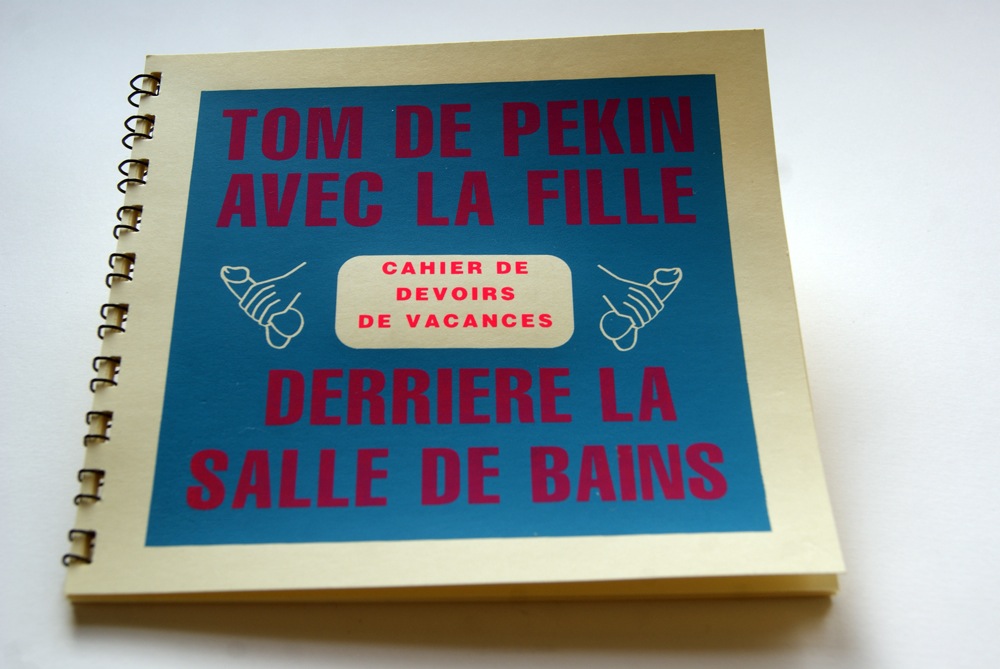 TOM DE PEKIN
AVEC LA FILLE
CAHIER DE
DEVOIRS
DE VACANCES
DERRIERE LA
SALLE DE BAINS